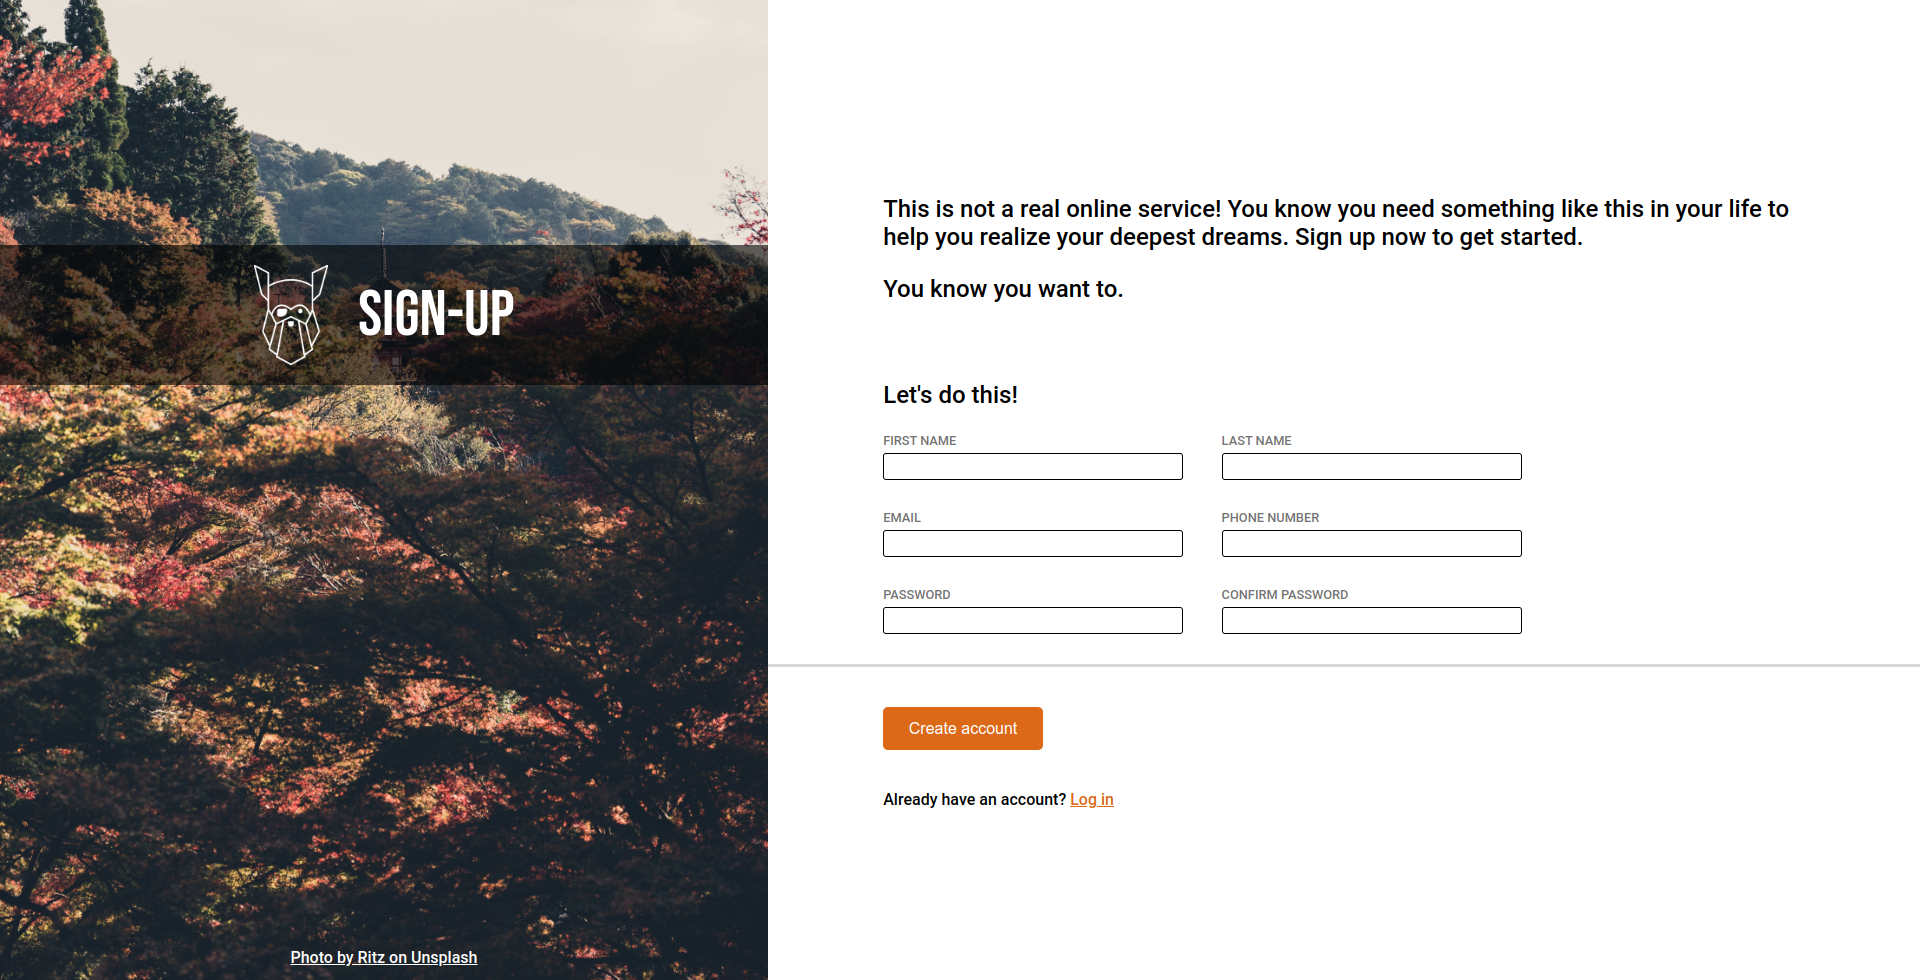 SIGN-UP
Photo by Ritz on Unsplash
This is not a real online service! You know you need something like this in your life to
help you realize your deepest dreams. Sign up now to get started.
You know you want to.
Let's do this!
FIRST NAME
LAST NAME
EMAIL
PHONE NUMBER
PASSWORD
CONFIRM PASSWORD
Create account
Already have an account? Log in